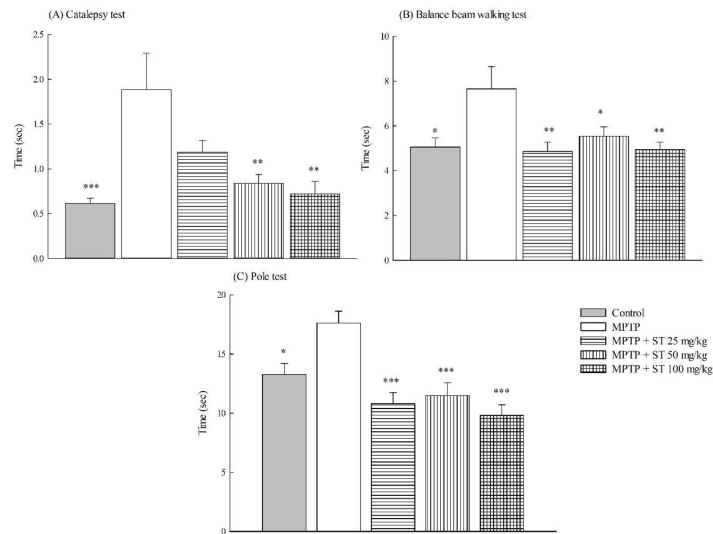 (A) Catalepsy test
2.5
2.0
1.5
1.0
0.5
0.0
Time (sec)
***
**
**
(B) Balance beam walking test
10
8
6
4
2
0
Time (sec)
*
**
*
**
(C) Pole test
20
15
10
5
0
Time (sec)
*
***
***
***
Control
MPTP
MPTP + ST 25 mg/kg
MPTP + ST 50 mg/kg
MPTP + ST 100 mg/kg